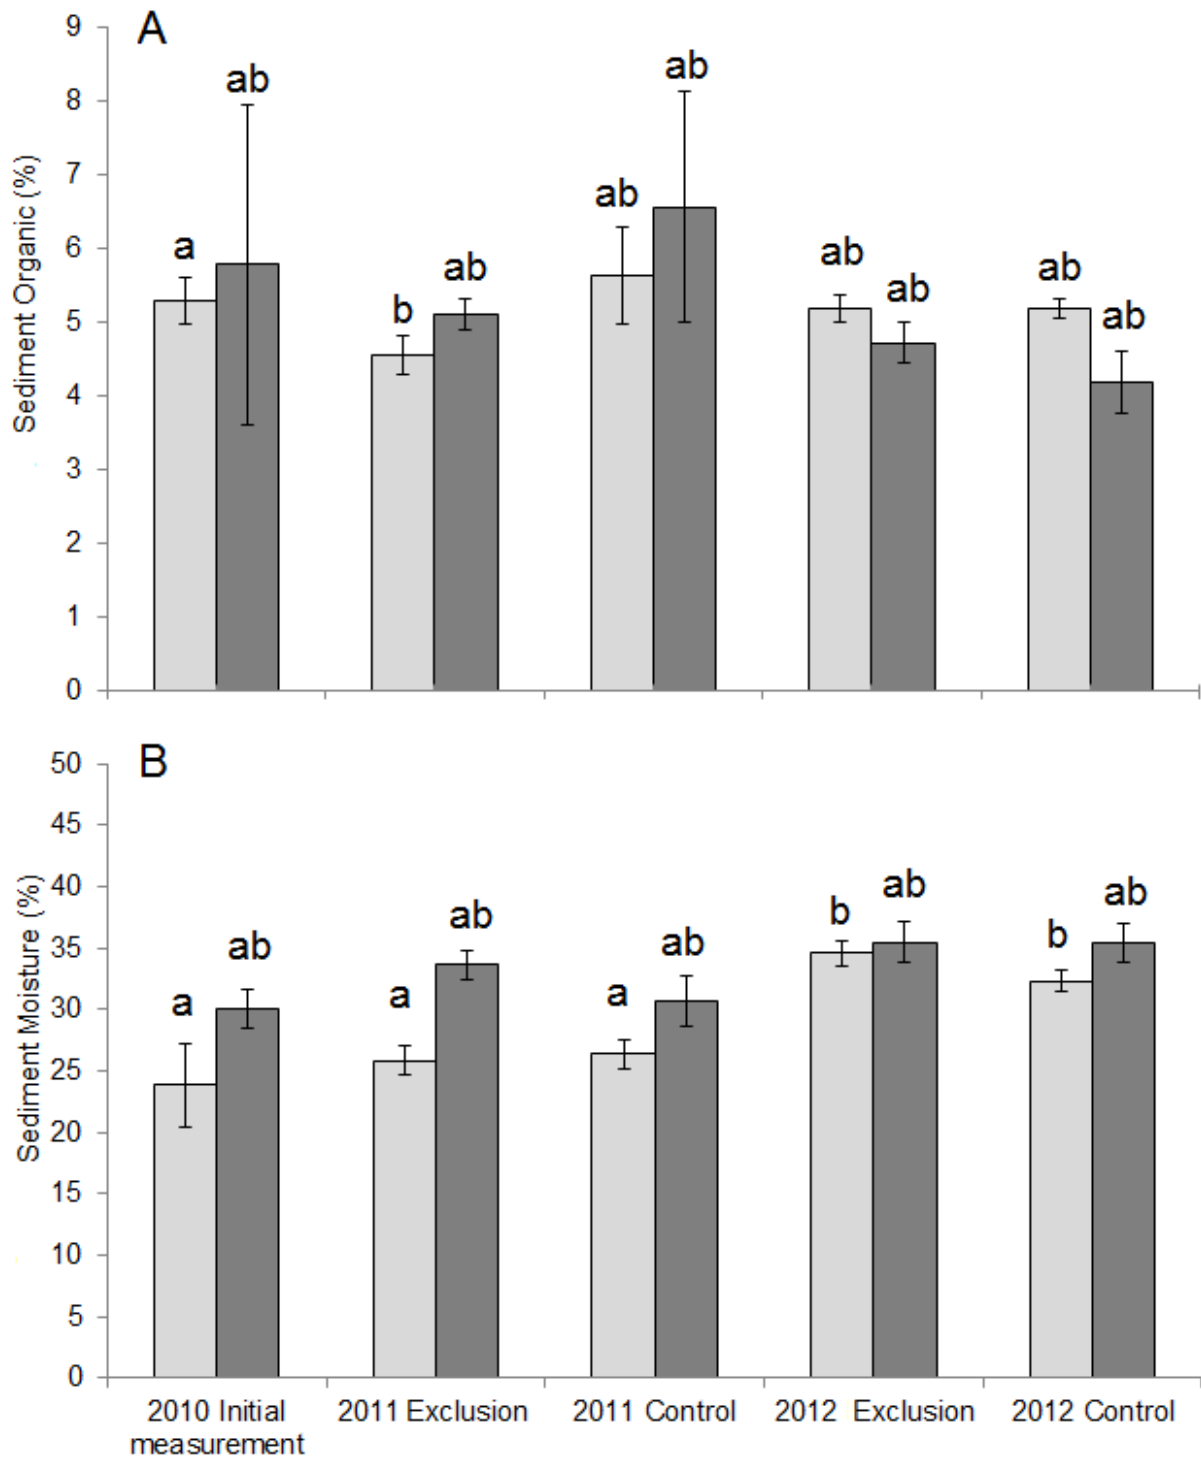 A
9
8
7
6
5
4
3
2
1
0
Sediment Organic (%)
a
ab
b
ab
ab
ab
ab
ab
ab
ab
B
50
45
40
35
30
25
20
15
10
5
0
Sediment Moisture (%)
a
ab
a
ab
a
ab
b
ab
b
ab
2010 Initial
measurement
2011 Exclusion
2011 Control
2012 Exclusion
2012 Control